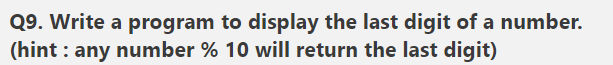 Q9. Write a program to display the last digit of a number.
(hint : any number % 10 will return the last digit)